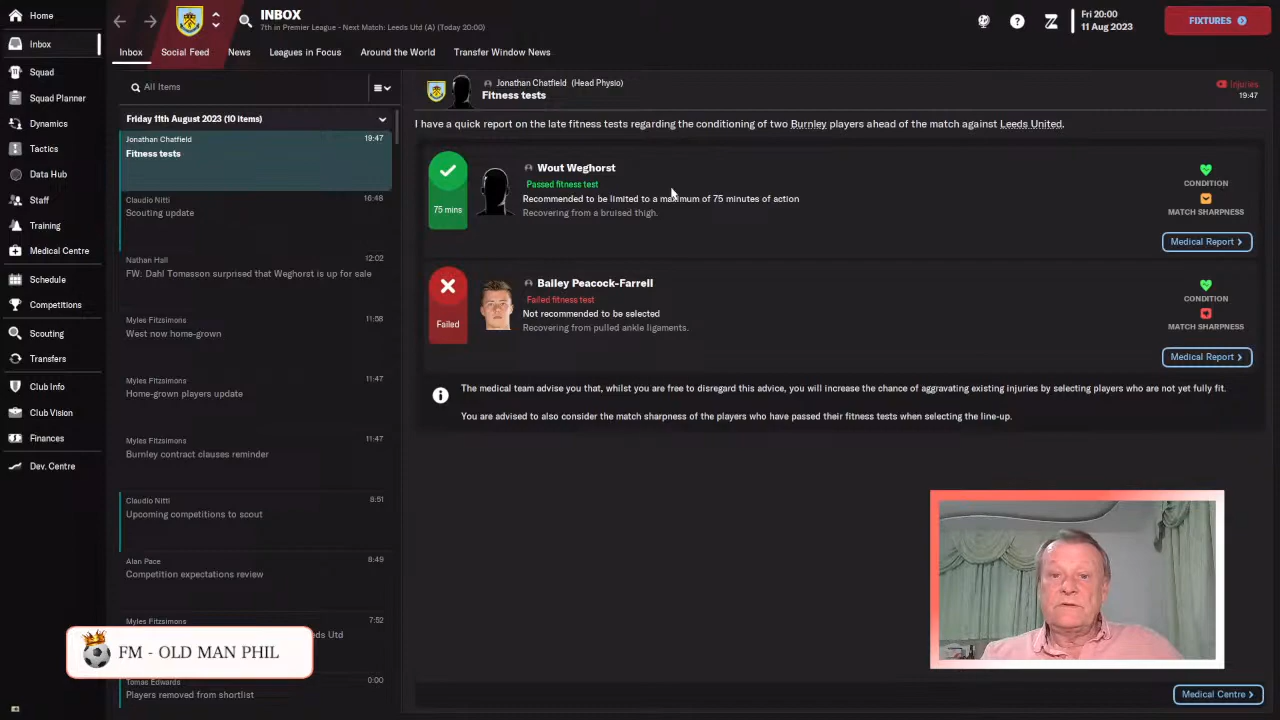 Home
Inbox
Squad
Squad Planner
Dynamics
Tactics
Data Hub
Staff
Training
Medical Centre
Schedule
Competitions
Scouting
Transfers
Club Info
Club Vision
Finances
Dev. Centre
INBOX
7th in Premier League - Next Match: Leeds Utd (A) (Today 20:00)
Fri 20:00
11 Aug 2023
FIXTURES
Inbox
Social Feed
News
Leagues in Focus
Around the World
Transfer Window News
All Items
Friday 11th August 2023 (10 items)
Jonathan Chatfield 19:47
Fitness tests
Claudio Nitti 16:48
Scouting update
Nathan Hall 12:02
FW: Dahl Tomasson surprised that Weghorst is up for sale
Myles Fitzsimons 11:58
West now home-grown
Myles Fitzsimons 11:47
Home-grown players update
Myles Fitzsimons 11:47
Burnley contract clauses reminder
Claudio Nitti 8:51
Upcoming competitions to scout
Alan Pace 8:49
Competition expectations review
Myles Fitzsimons 7:52
eds Utd
Tomas Edwards 0:00
Players removed from shortlist
Jonathan Chatfield (Head Physio)
Fitness tests
Injuries
19:47
I have a quick report on the late fitness tests regarding the conditioning of two Burnley players ahead of the match against Leeds United.
75 mins
Wout Weghorst
Passed fitness test
Recommended to be limited to a maximum of 75 minutes of action
Recovering from a bruised thigh.
CONDITION
MATCH SHARPNESS
Medical Report
Failed
Bailey Peacock-Farrell
Failed fitness test
Not recommended to be selected
Recovering from pulled ankle ligaments.
CONDITION
MATCH SHARPNESS
Medical Report
The medical team advise you that, whilst you are free to disregard this advice, you will increase the chance of aggravating existing injuries by selecting players who are not yet fully fit.
You are advised to also consider the match sharpness of the players who have passed their fitness tests when selecting the line-up.
FM - OLD MAN PHIL
Medical Centre